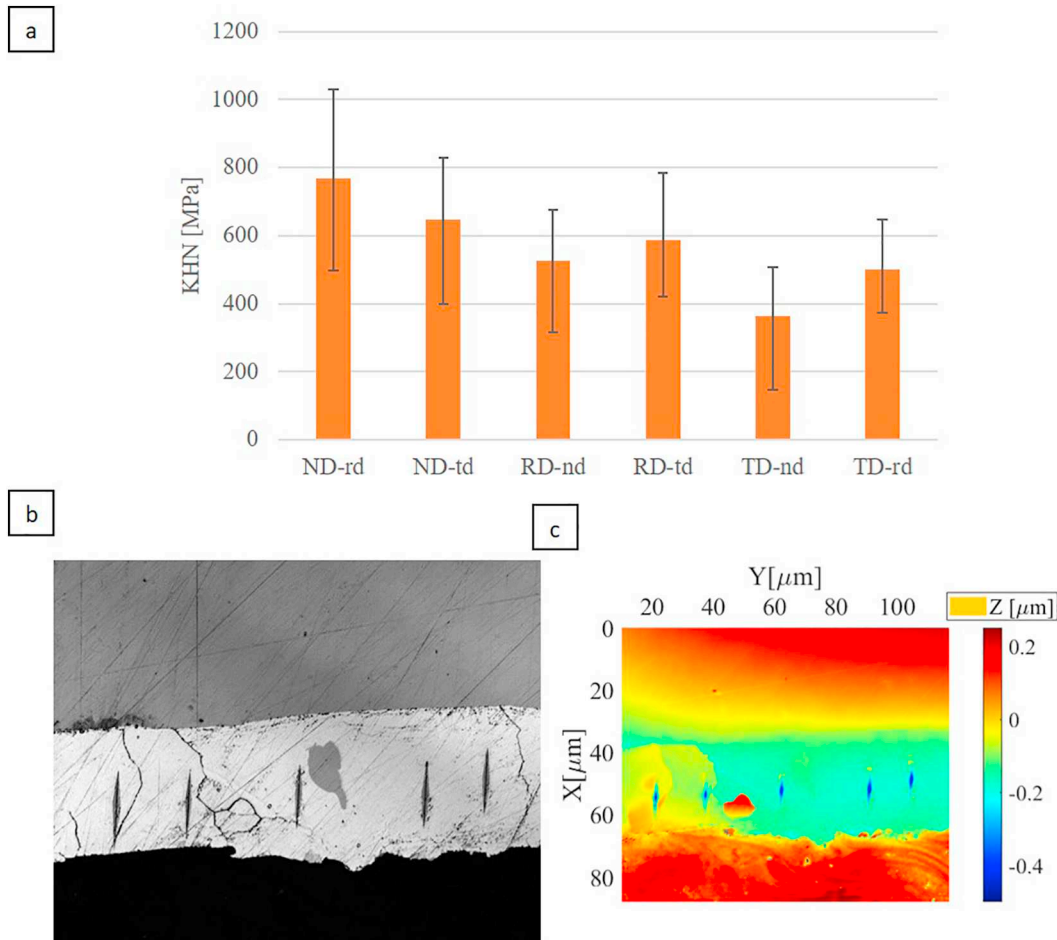 a
1200
1000
800
600
400
200
0
KHN [MPa]
ND-rd ND-td RD-nd RD-td TD-nd TD-rd
b
c
Y[μm]
20 40 60 80 100
Z [μm]
0
20
40
60
80
X[μm]
0.2
0
-0.2
-0.4